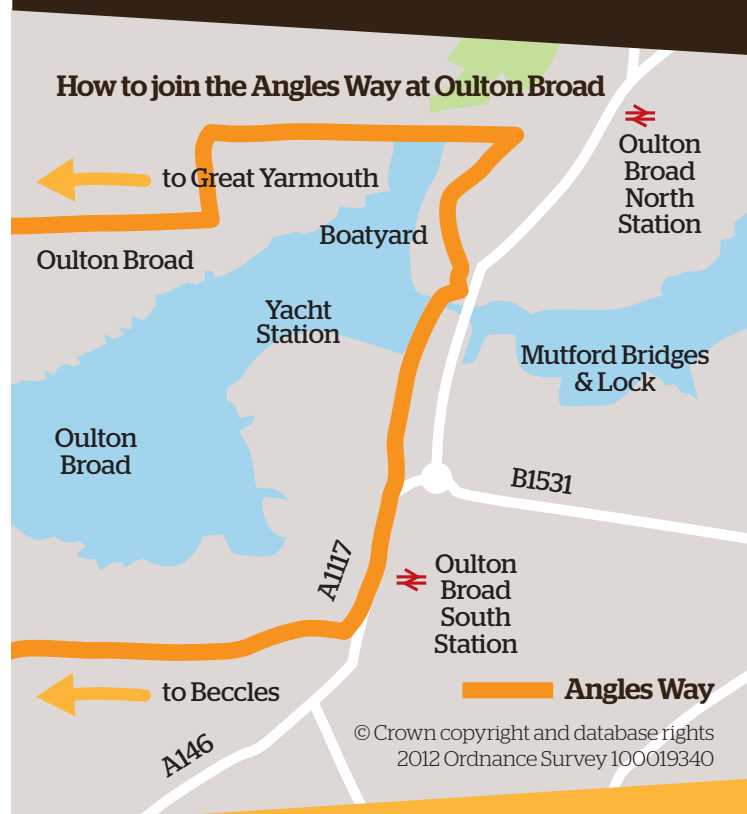 How to join the Angles Way at Oulton Broad
Oulton
Broad
North
Station
to Great Yarmouth
Boatyard
Oulton Broad
Yacht
Station
Mutford Bridges
& Lock
Oulton
Broad
B1531
A1117
Oulton
Broad
South
Station
to Beccles
Angles Way
A146
© Crown copyright and database rights
2012 Ordnance Survey 100019340